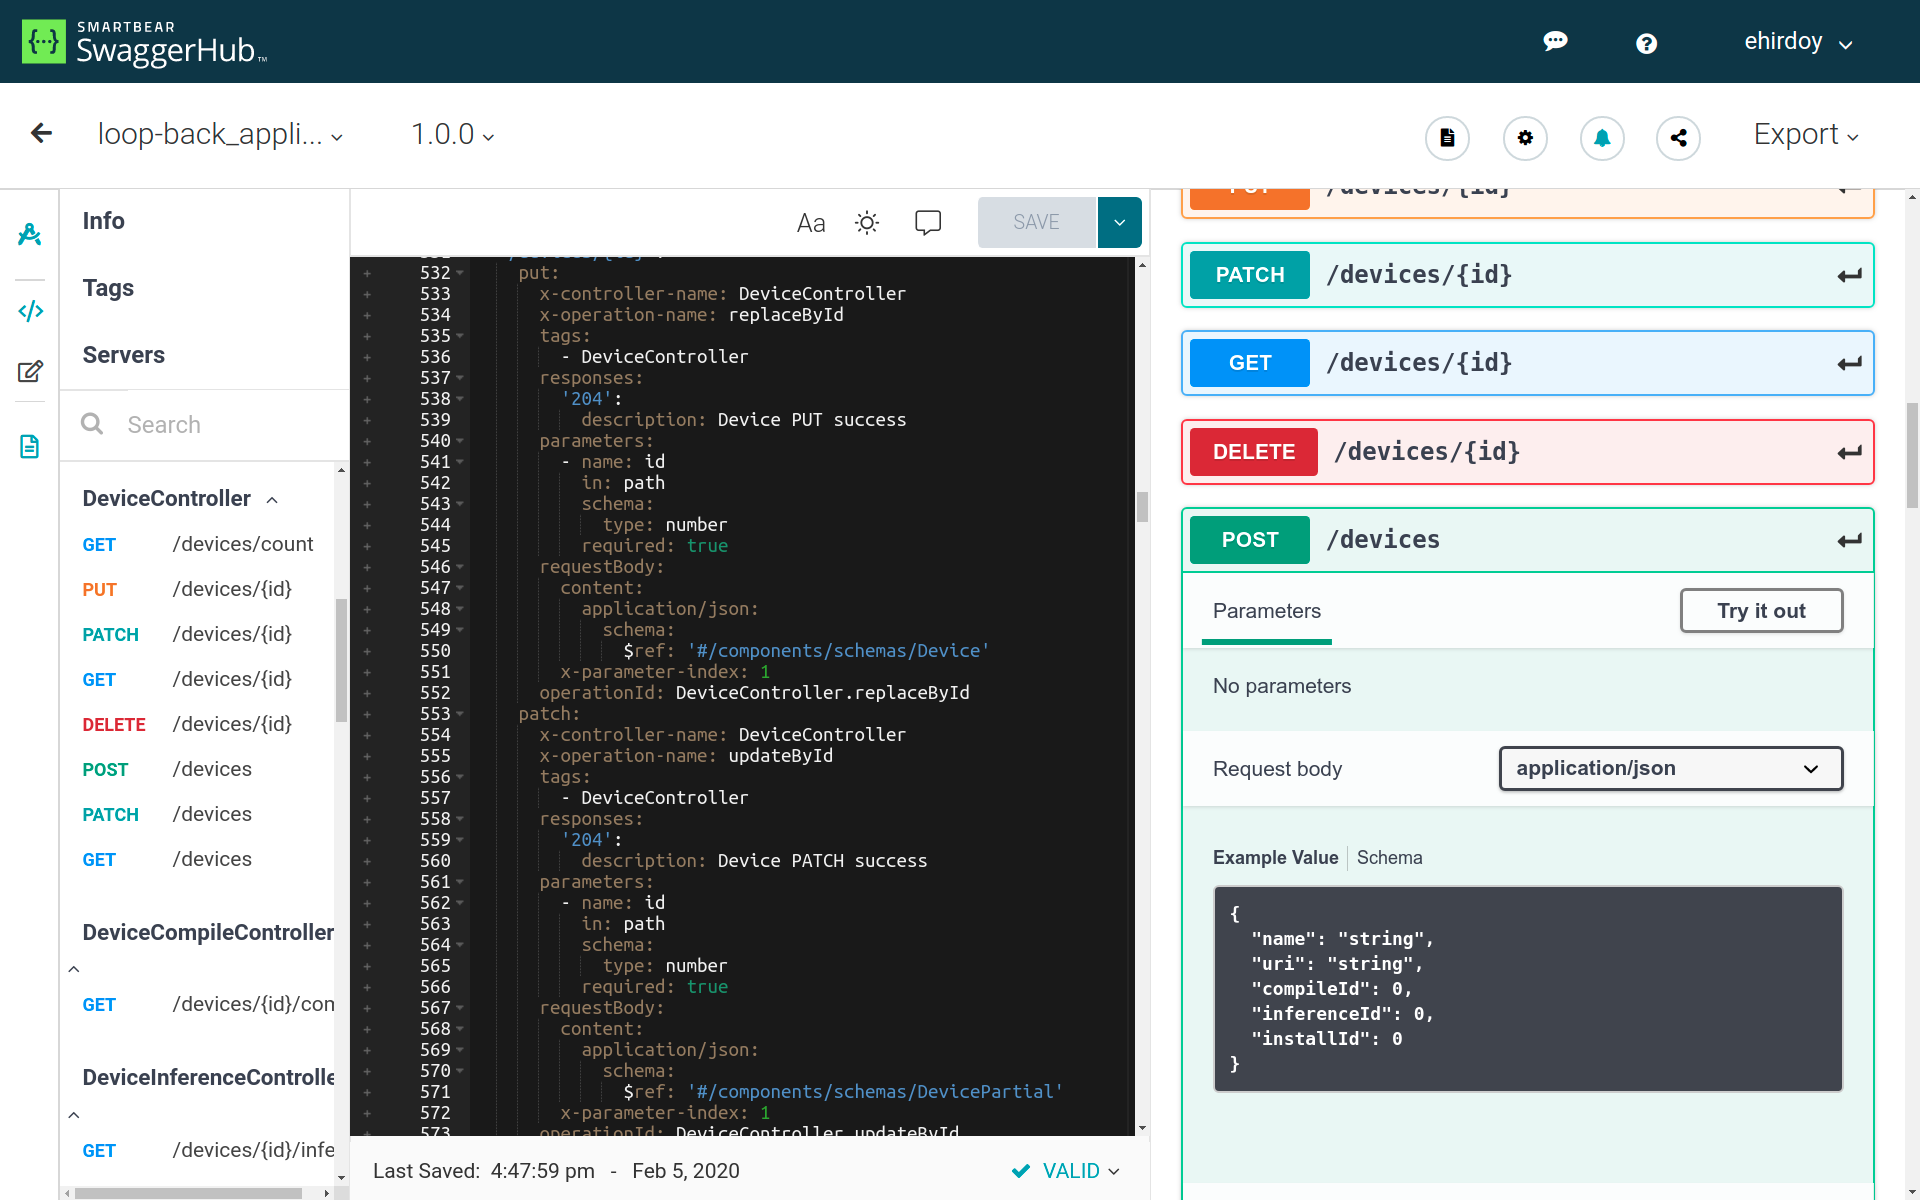 SMARTBEAR
SwaggerHub™
ehirdoy
loop-back_appli...
1.0.0
Export
Info
Tags
Servers
Search
DeviceController
GET /devices/count
PUT /devices/{id}
PATCH /devices/{id}
GET /devices/{id}
DELETE /devices/{id}
POST /devices
PATCH /devices
GET /devices
DeviceCompileController
GET /devices/{id}/com
DeviceInferenceControlle
GET /devices/{id}/infe
Aa
SAVE
532 put:
533 x-controller-name: DeviceController
534 x-operation-name: replaceById
535 tags:
536 - DeviceController
537 responses:
538 '204':
539 description: Device PUT success
540 parameters:
541 - name: id
542 in: path
543 schema:
544 type: number
545 required: true
546 requestBody:
547 content:
548 application/json:
549 schema:
550 $ref: '#/components/schemas/Device'
551 x-parameter-index: 1
552 operationId: DeviceController.replaceById
553 patch:
554 x-controller-name: DeviceController
555 x-operation-name: updateById
556 tags:
557 - DeviceController
558 responses:
559 '204':
560 description: Device PATCH success
561 parameters:
562 - name: id
563 in: path
564 schema:
565 type: number
566 required: true
567 requestBody:
568 content:
569 application/json:
570 schema:
571 $ref: '#/components/schemas/DevicePartial'
572 x-parameter-index: 1
573 operationId: DeviceController.updateById
Last Saved: 4:47:59 pm - Feb 5, 2020
VALID
PUT /devices/{id}
PATCH /devices/{id}
GET /devices/{id}
DELETE /devices/{id}
POST /devices
Parameters
Try it out
No parameters
Request body
application/json
Example Value
Schema
{
"name": "string",
"uri": "string",
"compileId": 0,
"inferenceId": 0,
"installId": 0
}